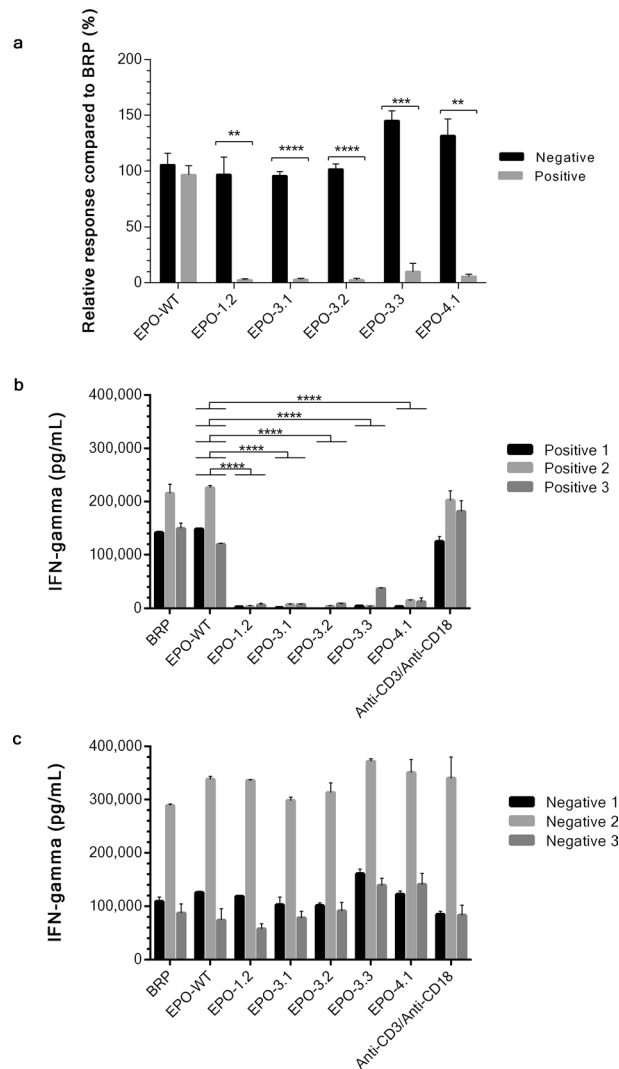 a
Relative response compared to BRP (%)
200
150
100
50
0
**
****
****
***
**
EPO-WT
EPO-1.2
EPO-3.1
EPO-3.2
EPO-3.3
EPO-4.1
Negative
Positive
b
IFN-gamma (pg/mL)
400,000
300,000
200,000
100,000
0
****
****
****
****
****
BRP
EPO-WT
EPO-1.2
EPO-3.1
EPO-3.2
EPO-3.3
EPO-4.1
Anti-CD3/Anti-CD18
Positive 1
Positive 2
Positive 3
c
IFN-gamma (pg/mL)
400,000
300,000
200,000
100,000
0
BRP
EPO-WT
EPO-1.2
EPO-3.1
EPO-3.2
EPO-3.3
EPO-4.1
Anti-CD3/Anti-CD18
Negative 1
Negative 2
Negative 3